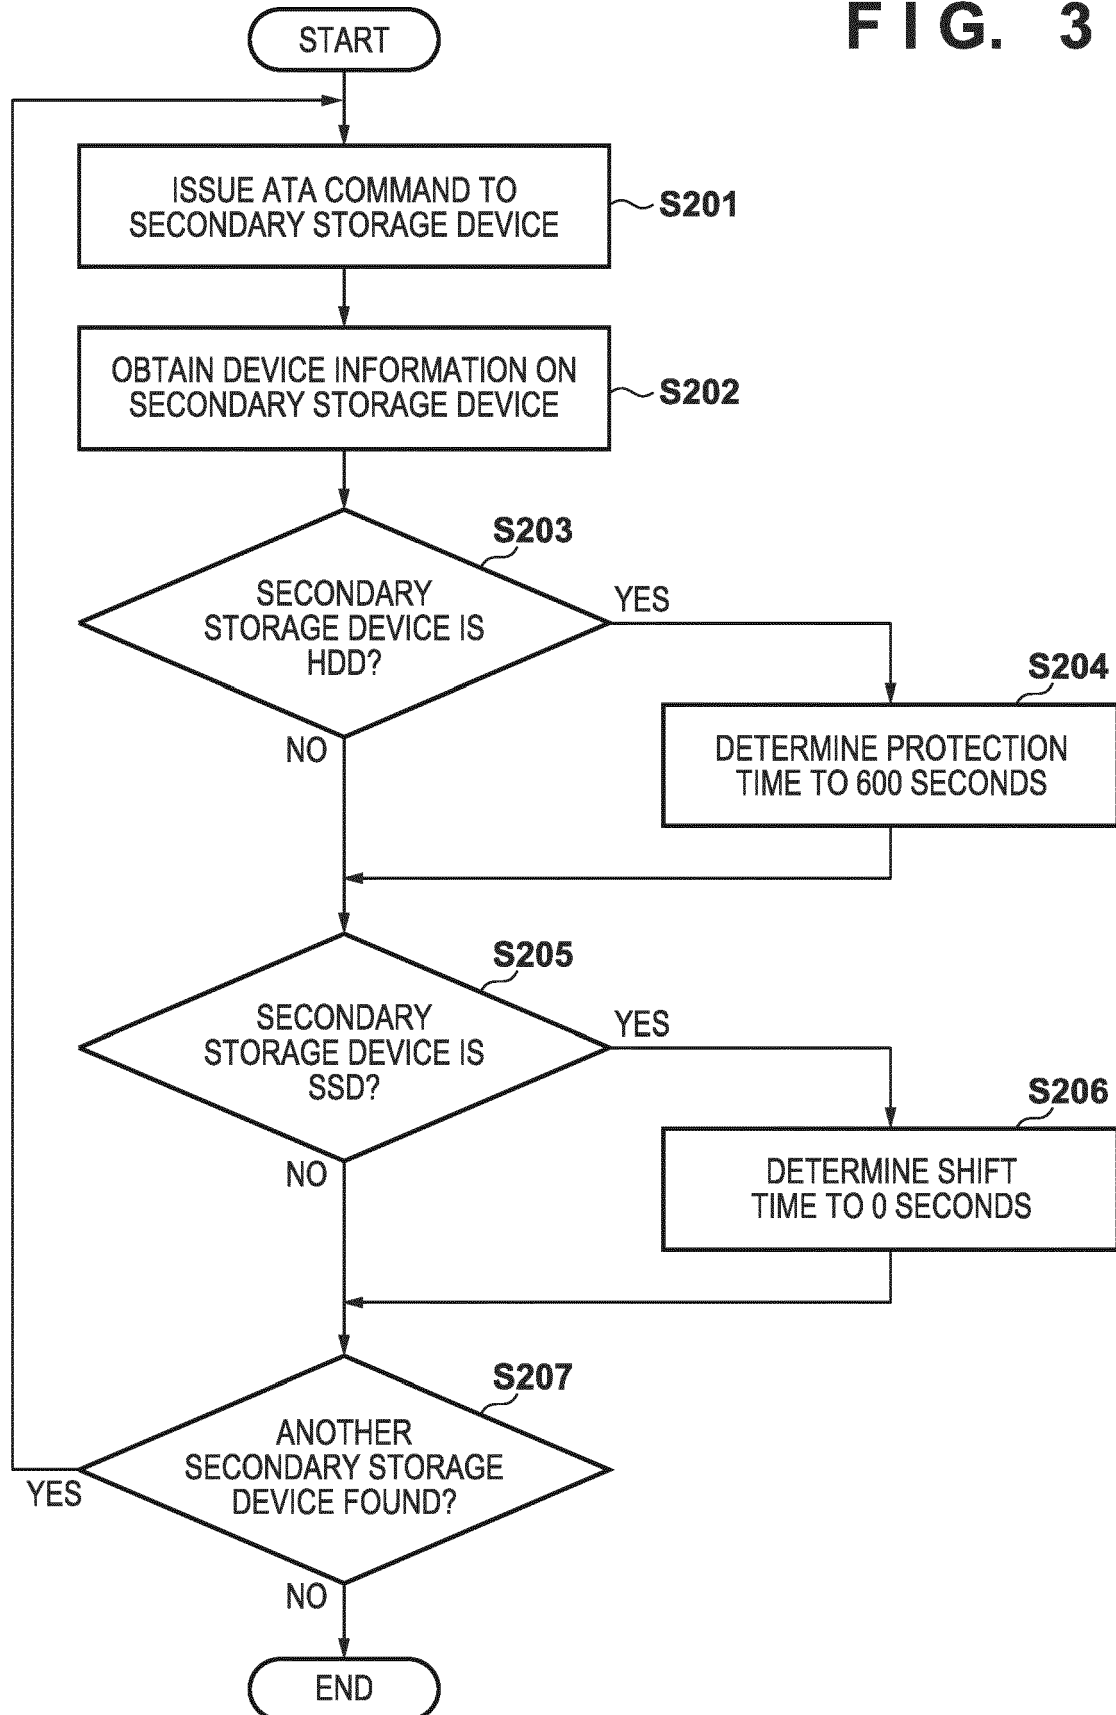 FIG. 3
START
ISSUE ATA COMMAND TO
SECONDARY STORAGE DEVICE
S201
OBTAIN DEVICE INFORMATION ON
SECONDARY STORAGE DEVICE
S202
S203
SECONDARY
STORAGE DEVICE IS
HDD?
YES
NO
S204
DETERMINE PROTECTION
TIME TO 600 SECONDS
S205
SECONDARY
STORAGE DEVICE IS
SSD?
YES
NO
S206
DETERMINE SHIFT
TIME TO 0 SECONDS
S207
ANOTHER
SECONDARY STORAGE
DEVICE FOUND?
YES
NO
END